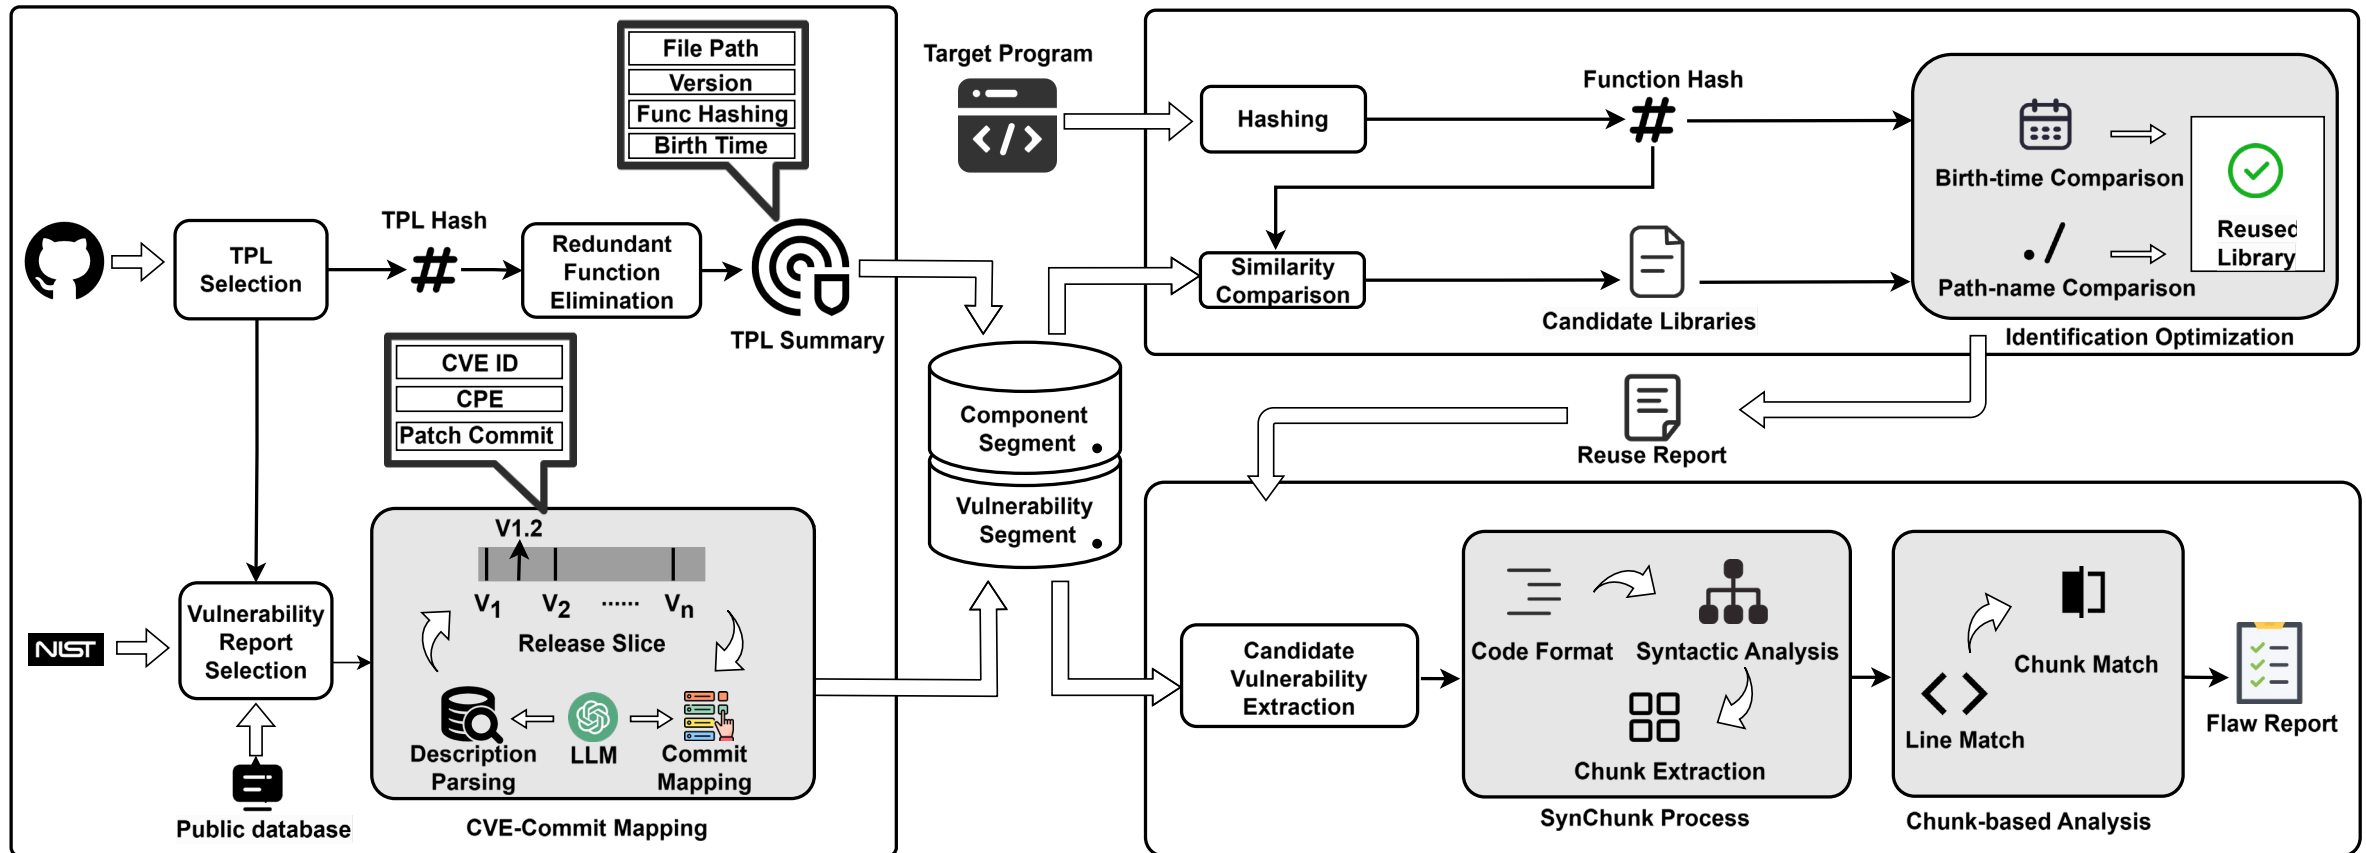 File Path
Version
Func Hashing
Birth Time
TPL
Selection
TPL Hash
#
Redundant
Function
Elimination
TPL Summary
CVE ID
CPE
Patch Commit
V1.2
V1
V2
......
Vn
Release Slice
NIST
Vulnerability
Report
Selection
Public database
Description
Parsing
LLM
Commit
Mapping
CVE-Commit Mapping
Target Program
</>
Component
Segment
Vulnerability
Segment
Hashing
Function Hash
#
Similarity
Comparison
Candidate Libraries
Birth-time Comparison
./
Path-name Comparison
Reused
Library
Identification Optimization
Reuse Report
Candidate
Vulnerability
Extraction
Code Format
Syntactic Analysis
Chunk Extraction
SynChunk Process
Line Match
Chunk Match
Chunk-based Analysis
Flaw Report